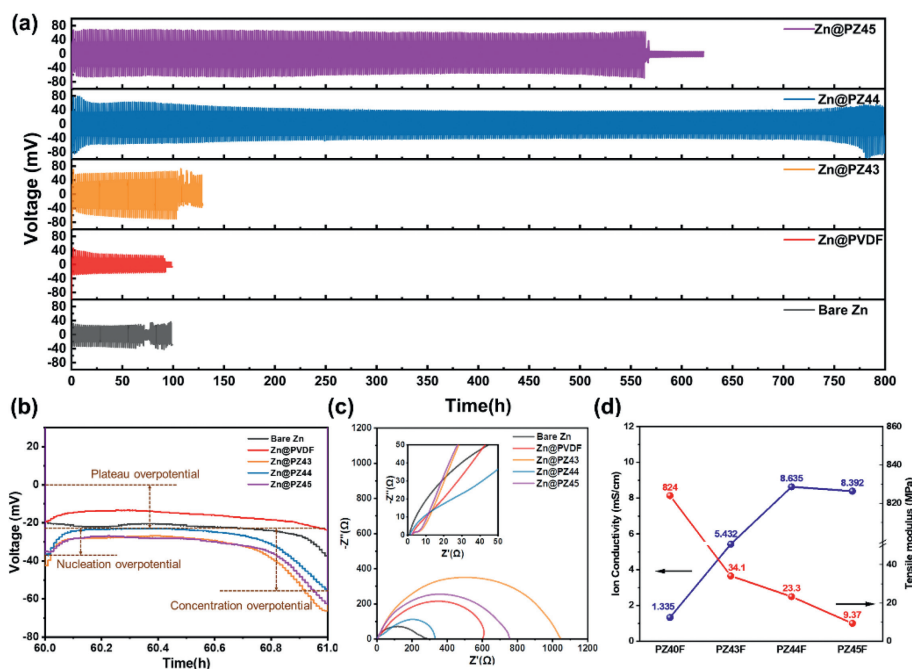 (a)
Voltage (mV)
80
40
0
-40
-80
Zn@PZ45
80
40
0
-40
-80
Zn@PZ44
80
40
0
-40
-80
Zn@PZ43
80
40
0
-40
-80
Zn@PVDF
80
40
0
-40
-80
Bare Zn
0 50 100 150 200 250 300 350 400 450 500 550 600 650 700 750 800
Time(h)
(b)
Voltage (mV)
20
0
-20
-40
-60
-80
Bare Zn
Zn@PVDF
Zn@PZ43
Zn@PZ44
Zn@PZ45
Plateau overpotential
Nucleation overpotential
Concentration overpotential
60.0 60.2 60.4 60.6 60.8 61.0
Time(h)
(c)
-Z''(Ω)
1200
1000
800
600
400
200
0
50
40
30
20
10
0
-Z''(Ω)
0 10 20 30 40 50
Z'(Ω)
Bare Zn
Zn@PVDF
Zn@PZ43
Zn@PZ44
Zn@PZ45
0 200 400 600 800 1000 1200
Z'(Ω)
(d)
Ion Conductivity (mS/cm)
12
10
8
6
4
2
0
824
5.432
8.635
8.392
34.1
23.3
1.335
9.37
860
840
820
800
40
20
0
Tensile modulus (MPa)
PZ40F PZ43F PZ44F PZ45F